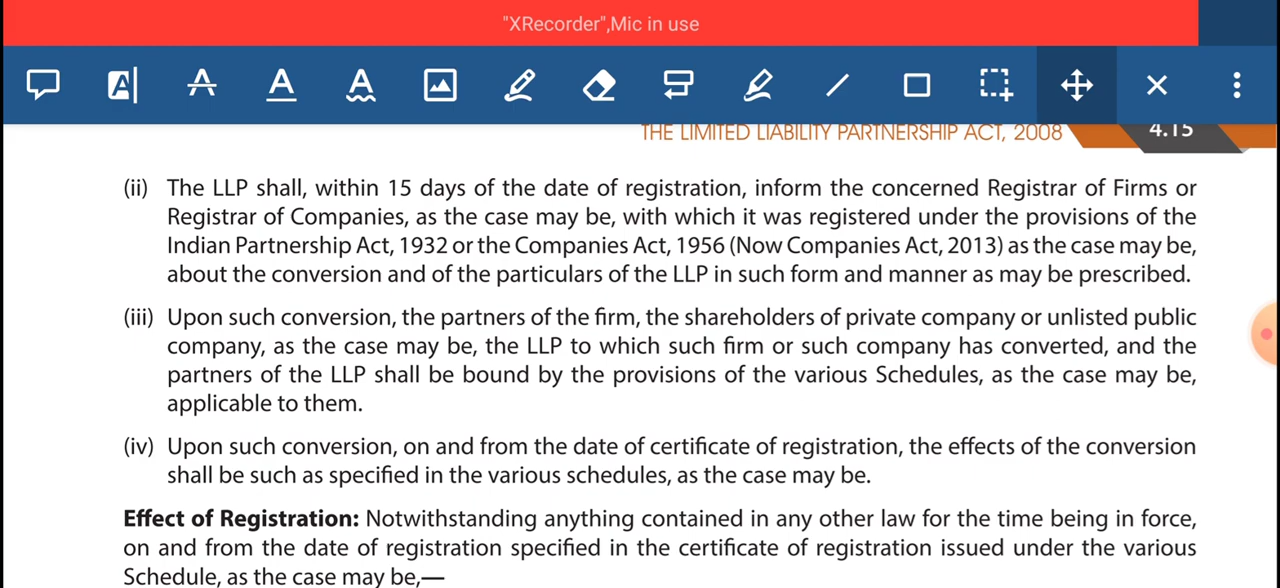 "XRecorder",Mic in use
THE LIMITED LIABILITY PARTNERSHIP ACT, 2008 4.15
(ii) The LLP shall, within 15 days of the date of registration, inform the concerned Registrar of Firms or
Registrar of Companies, as the case may be, with which it was registered under the provisions of the
Indian Partnership Act, 1932 or the Companies Act, 1956 (Now Companies Act, 2013) as the case may be,
about the conversion and of the particulars of the LLP in such form and manner as may be prescribed.
(iii) Upon such conversion, the partners of the firm, the shareholders of private company or unlisted public
company, as the case may be, the LLP to which such firm or such company has converted, and the
partners of the LLP shall be bound by the provisions of the various Schedules, as the case may be,
applicable to them.
(iv) Upon such conversion, on and from the date of certificate of registration, the effects of the conversion
shall be such as specified in the various schedules, as the case may be.
Effect of Registration: Notwithstanding anything contained in any other law for the time being in force,
on and from the date of registration specified in the certificate of registration issued under the various
Schedule, as the case may be,—